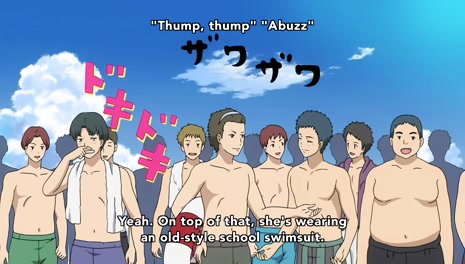 "Thump, thump" "Abuzz"
ザワ
ザワ
ドキ
ドキ
Yeah. On top of that, she's wearing
an old-style school swimsuit.